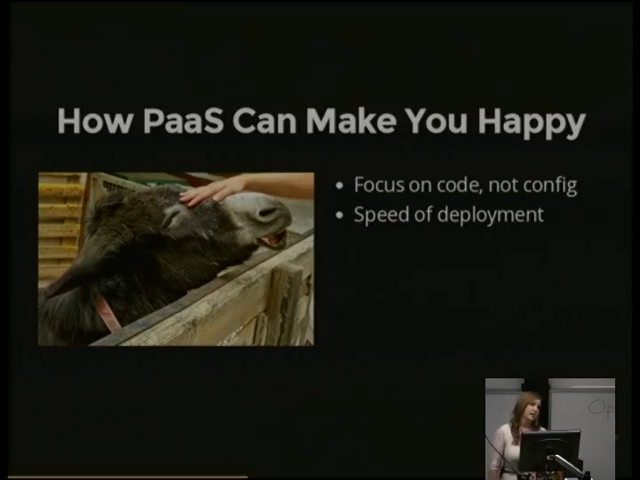 How PaaS Can Make You Happy
Focus on code, not config
Speed of deployment